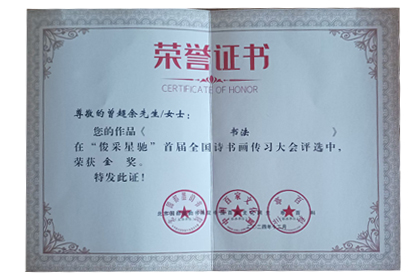 荣誉证书
CERTIFICATE OF HONOR
尊敬的曾超余先生/女士：
您的作品《 书法 》
在“俊采星驰”首届全国诗书画传习大会评选中，
荣获 金 奖。
特发此证！